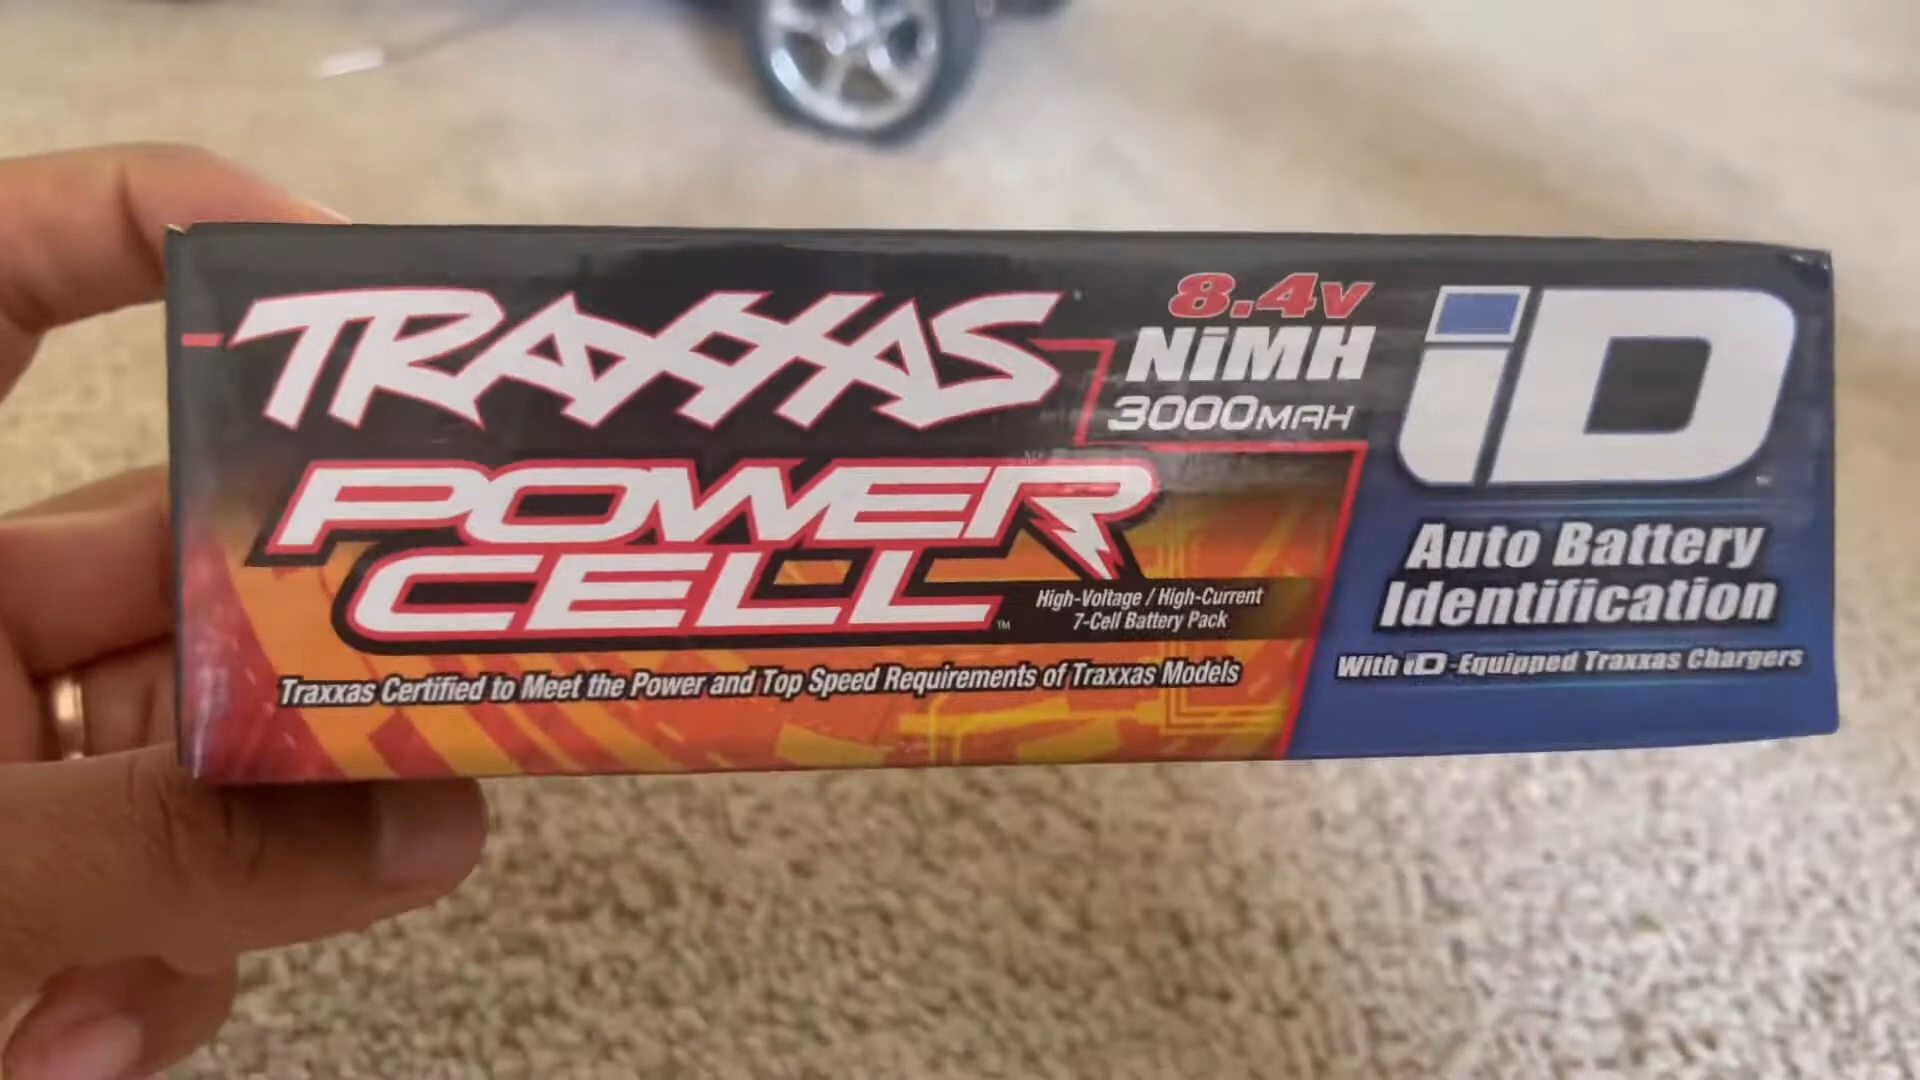 TRAXXAS
8.4v
NiMH
3000MAH
POWER
CELL™
High-Voltage / High-Current
7-Cell Battery Pack
Traxxas Certified to Meet the Power and Top Speed Requirements of Traxxas Models
iD
Auto Battery
Identification
With iD-Equipped Traxxas Chargers